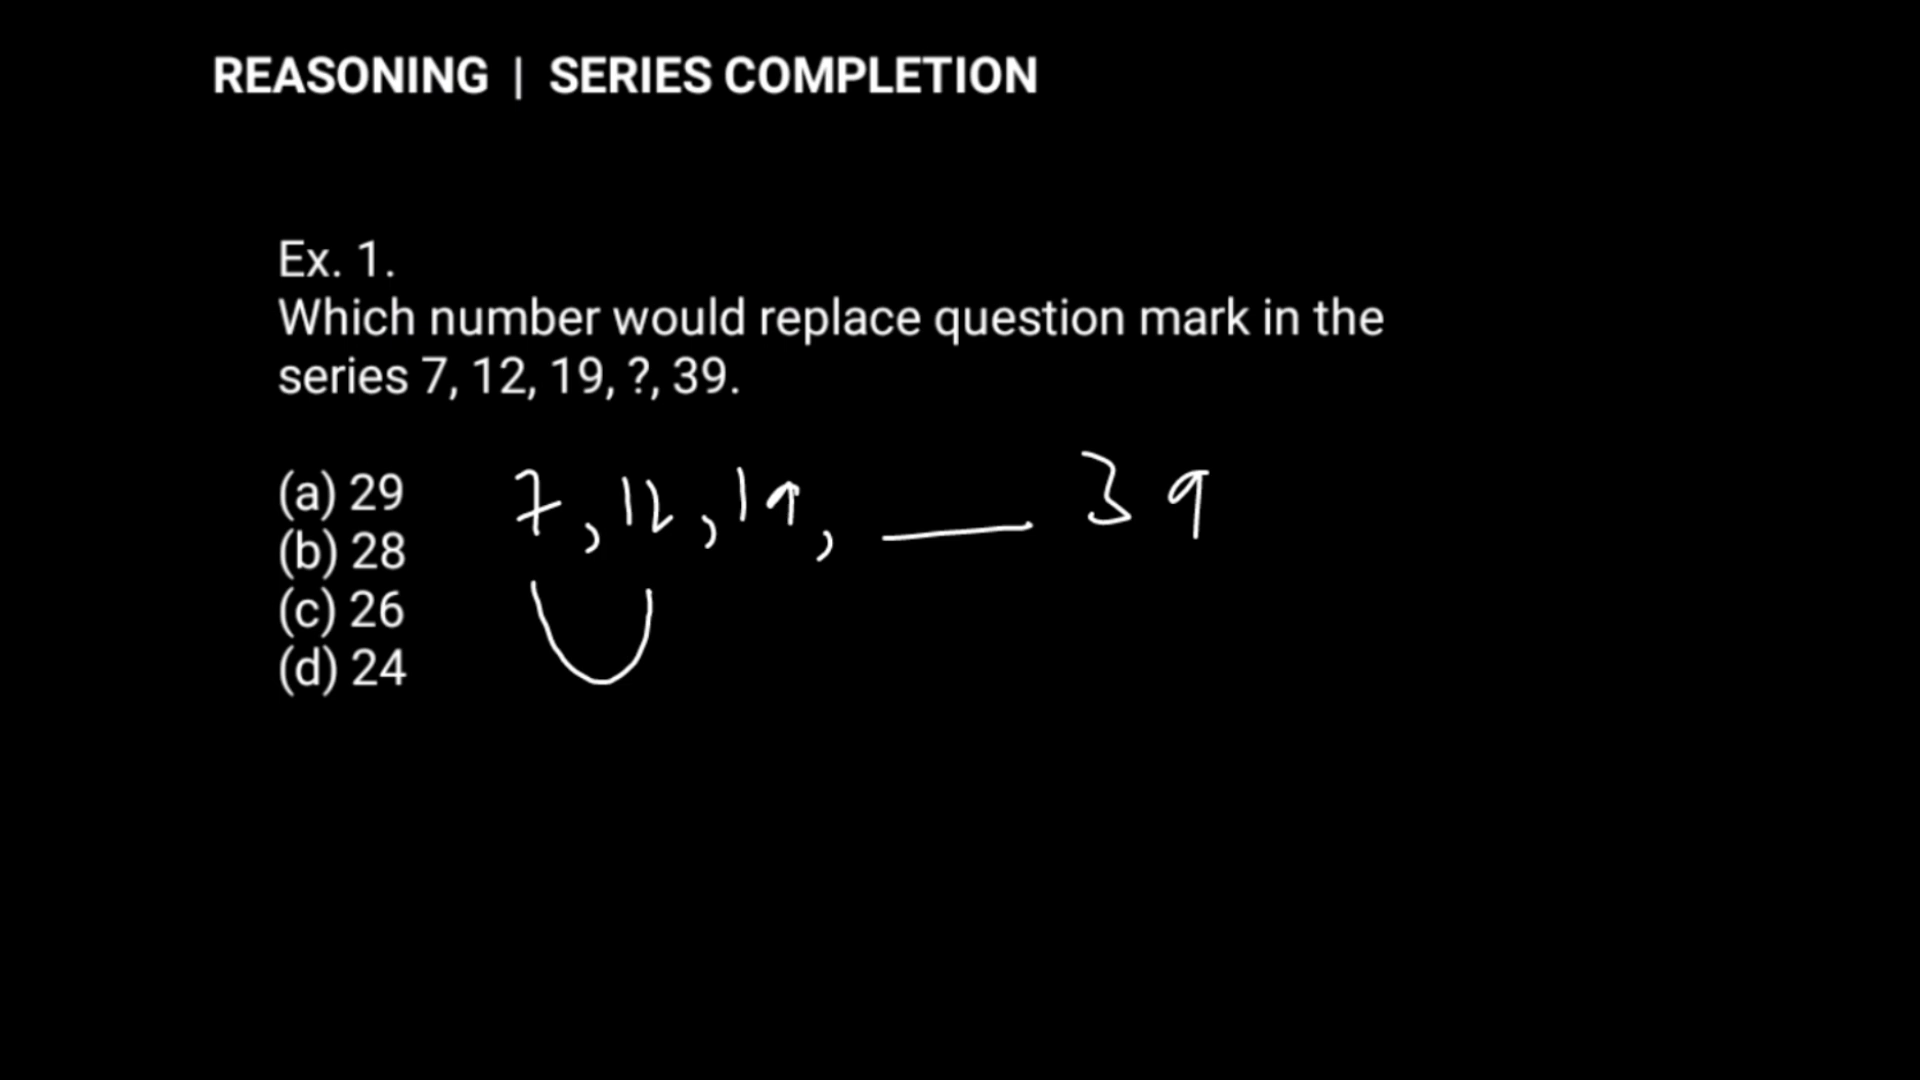 REASONING | SERIES COMPLETION
Ex. 1.
Which number would replace question mark in the
series 7, 12, 19, ?, 39.
(a) 29
(b) 28
(c) 26
(d) 24
7, 12, 19, ___ 39